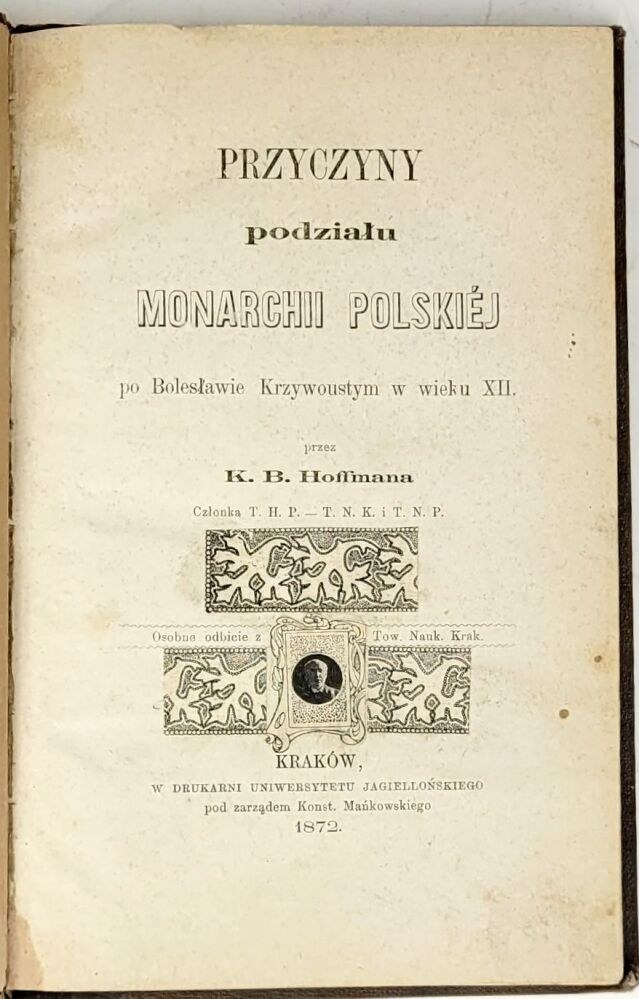 PRZYCZYNY
podziału
MONARCHII POLSKIÉJ
po Bolesławie Krzywoustym w wieku XII.
przez
K. B. Hoffmana
Członka T. H. P. — T. N. K. i T. N. P.
Osobne odbicie z Tow. Nauk. Krak.
KRAKÓW,
W DRUKARNI UNIWERSYTETU JAGIELLOŃSKIEGO
pod zarządem Konst. Mańkowskiego
1872.